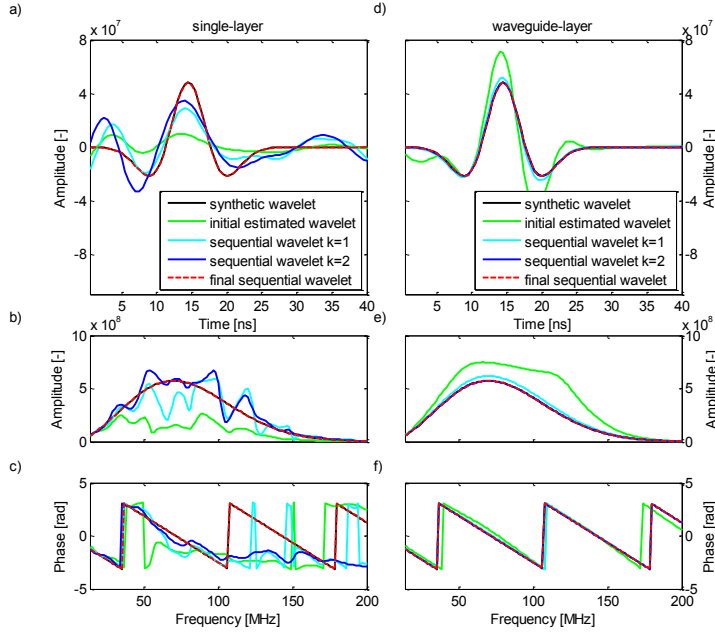 a)
single-layer
x 10^7
8
4
0
-4
-8
Amplitude [-]
synthetic wavelet
initial estimated wavelet
sequential wavelet k=1
sequential wavelet k=2
final sequential wavelet
5 10 15 20 25 30 35 40
Time [ns]
d)
waveguide-layer
x 10^7
8
4
0
-4
-8
Amplitude [-]
synthetic wavelet
initial estimated wavelet
sequential wavelet k=1
sequential wavelet k=2
final sequential wavelet
5 10 15 20 25 30 35 40
Time [ns]
b)
x 10^8
10
5
0
Amplitude [-]
e)
x 10^8
10
5
0
Amplitude [-]
c)
5
0
-5
Phase [rad]
50 100 150 200
Frequency [MHz]
f)
5
0
-5
Phase [rad]
50 100 150 200
Frequency [MHz]